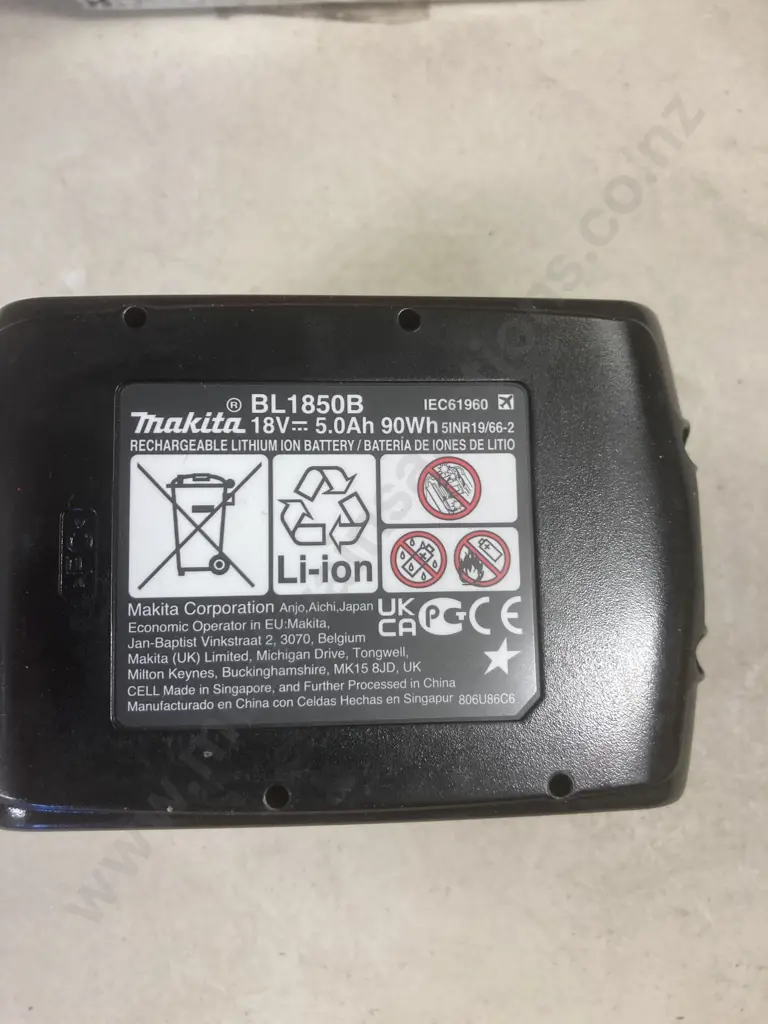 Makita® BL1850B IEC61960
18V 5.0Ah 90Wh 5INR19/66-2
RECHARGEABLE LITHIUM ION BATTERY / BATERÍA DE IONES DE LITIO
Li-ion
Makita Corporation Anjo,Aichi,Japan
Economic Operator in EU:Makita,
Jan-Baptist Vinkstraat 2, 3070, Belgium
Makita (UK) Limited, Michigan Drive, Tongwell,
Milton Keynes, Buckinghamshire, MK15 8JD, UK
CELL Made in Singapore, and Further Processed in China
Manufacturado en China con Celdas Hechas en Singapur 806U86C6
UK
CA
CE